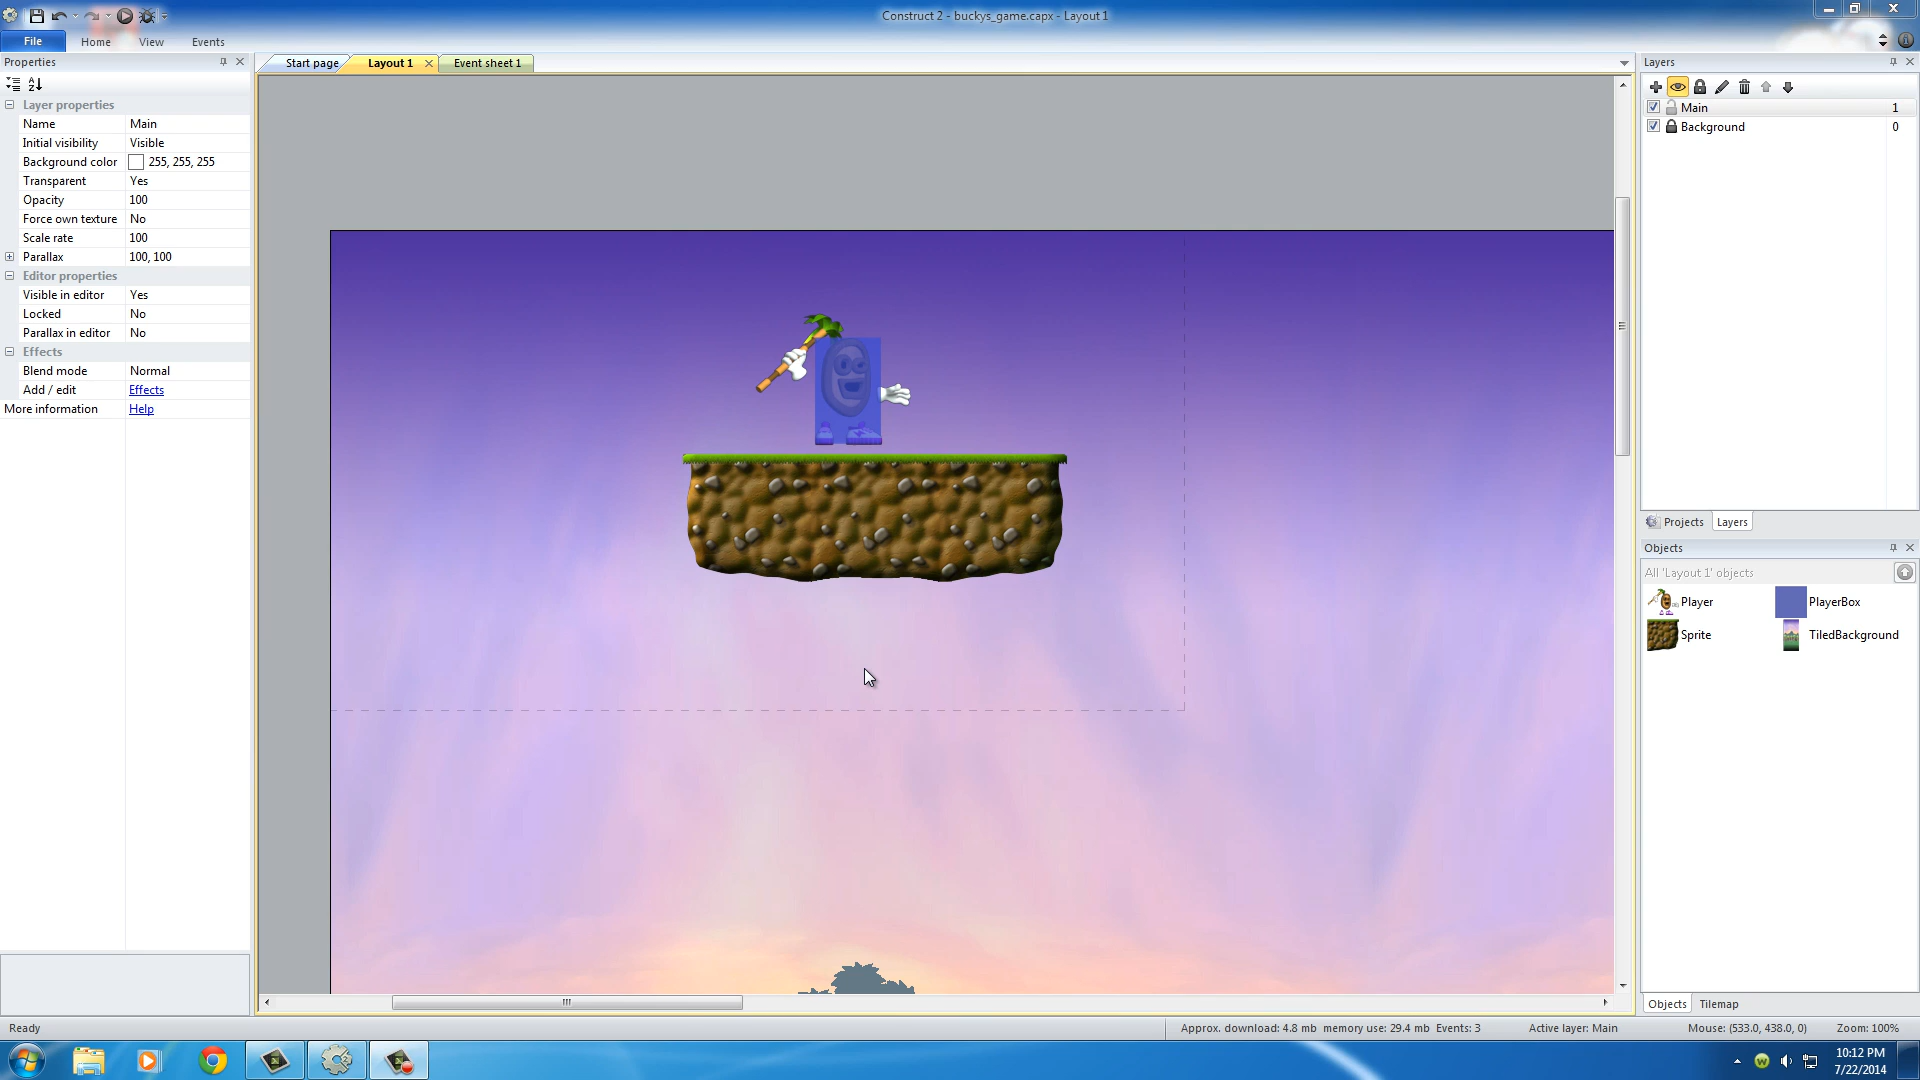 Construct 2 - buckys_game.capx - Layout 1
File Home View Events
Properties
Start page Layout 1 Event sheet 1
Layers
Layer properties
Name Main
Initial visibility Visible
Background color 255, 255, 255
Transparent Yes
Opacity 100
Force own texture No
Scale rate 100
Parallax 100, 100
Editor properties
Visible in editor Yes
Locked No
Parallax in editor No
Effects
Blend mode Normal
Add / edit Effects
More information Help
Main 1
Background 0
Projects Layers
Objects
All 'Layout 1' objects
Player PlayerBox
Sprite TiledBackground
Objects Tilemap
Ready Approx. download: 4.8 mb memory use: 29.4 mb Events: 3 Active layer: Main Mouse: (533.0, 438.0, 0) Zoom: 100%
10:12 PM
7/22/2014